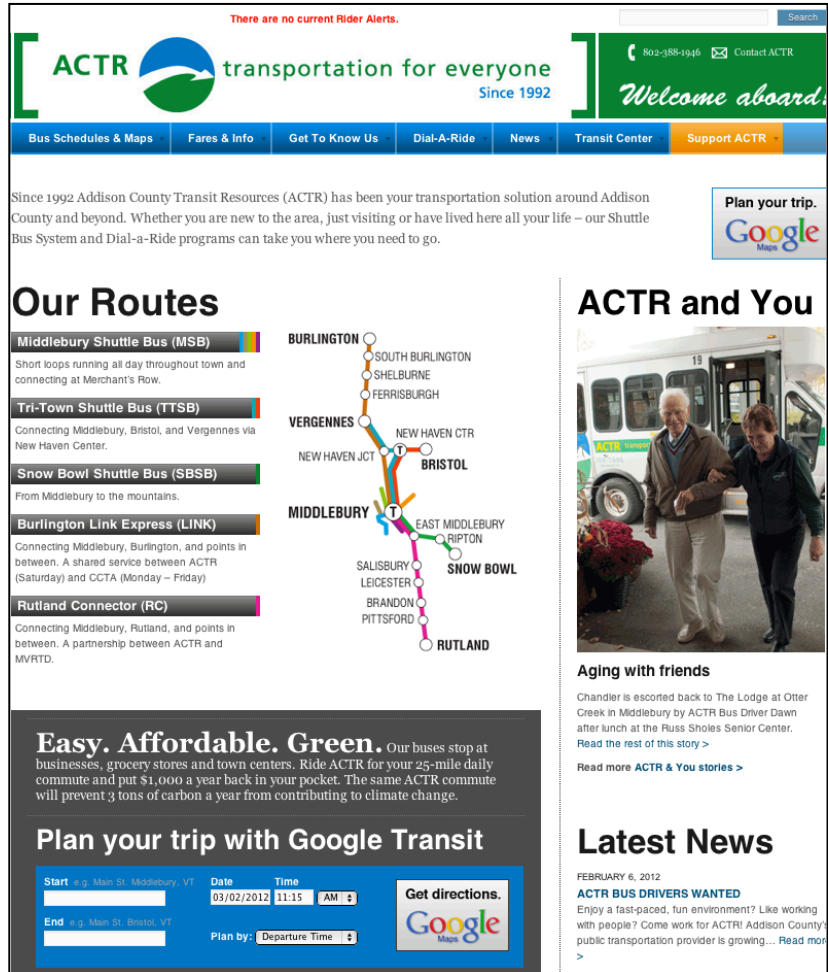 There are no current Rider Alerts.
Search
ACTR transportation for everyone
Since 1992
802-388-1946 Contact ACTR
Welcome aboard!
Bus Schedules & Maps Fares & Info Get To Know Us Dial-A-Ride News Transit Center Support ACTR
Since 1992 Addison County Transit Resources (ACTR) has been your transportation solution around Addison
County and beyond. Whether you are new to the area, just visiting or have lived here all your life – our Shuttle
Bus System and Dial-a-Ride programs can take you where you need to go.
Plan your trip.
Google
Maps
Our Routes
Middlebury Shuttle Bus (MSB)
Short loops running all day throughout town and
connecting at Merchant's Row.
Tri-Town Shuttle Bus (TTSB)
Connecting Middlebury, Bristol, and Vergennes via
New Haven Center.
Snow Bowl Shuttle Bus (SBSB)
From Middlebury to the mountains.
Burlington Link Express (LINK)
Connecting Middlebury, Burlington, and points in
between. A shared service between ACTR
(Saturday) and CCTA (Monday – Friday)
Rutland Connector (RC)
Connecting Middlebury, Rutland, and points in
between. A partnership between ACTR and
MVRTD.
BURLINGTON
SOUTH BURLINGTON
SHELBURNE
FERRISBURGH
VERGENNES
NEW HAVEN CTR
NEW HAVEN JCT
T
BRISTOL
MIDDLEBURY
T
EAST MIDDLEBURY
RIPTON
SNOW BOWL
SALISBURY
LEICESTER
BRANDON
PITTSFORD
RUTLAND
ACTR and You
19
ACTR
Aging with friends
Chandler is escorted back to The Lodge at Otter
Creek in Middlebury by ACTR Bus Driver Dawn
after lunch at the Russ Sholes Senior Center.
Read the rest of this story >
Read more ACTR & You stories >
Easy. Affordable. Green. Our buses stop at
businesses, grocery stores and town centers. Ride ACTR for your 25-mile daily
commute and put $1,000 a year back in your pocket. The same ACTR commute
will prevent 3 tons of carbon a year from contributing to climate change.
Plan your trip with Google Transit
Start e.g. Main St. Middlebury, VT
Date Time
03/02/2012 11:15 AM
End e.g. Main St. Bristol, VT
Plan by: Departure Time
Get directions.
Google
Maps
Latest News
FEBRUARY 6, 2012
ACTR BUS DRIVERS WANTED
Enjoy a fast-paced, fun environment? Like working
with people? Come work for ACTR! Addison County's
public transportation provider is growing... Read more
>